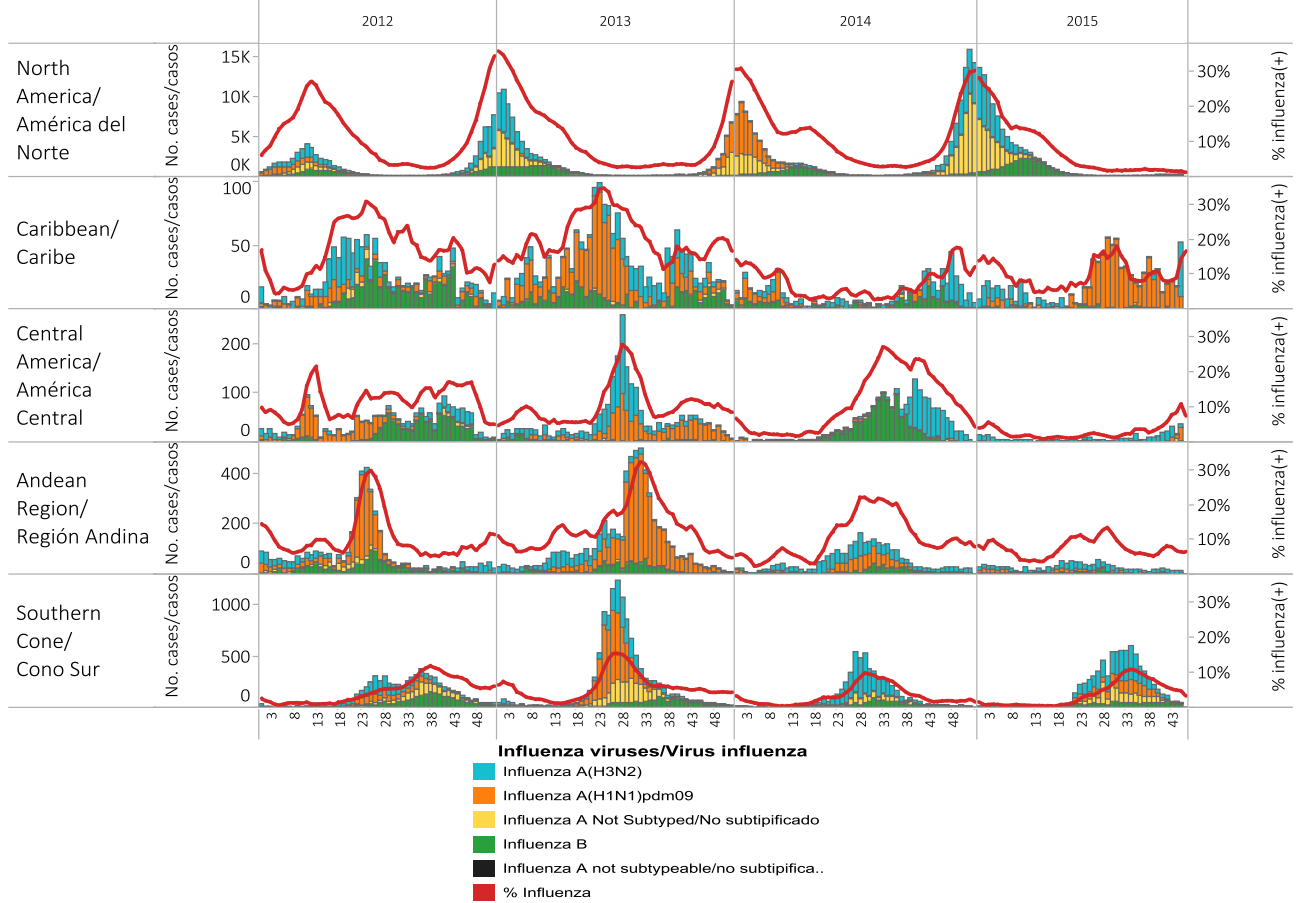 2012 2013 2014 2015
North
America/
América del
Norte
No. cases/casos
15K
10K
5K
0K
30%
20%
10%
% influenza(+)
Caribbean/
Caribe
No. cases/casos
100
50
0
30%
20%
10%
% influenza(+)
Central
America/
América
Central
No. cases/casos
200
100
0
30%
20%
10%
% influenza(+)
Andean
Region/
Región Andina
No. cases/casos
400
200
0
30%
20%
10%
% influenza(+)
Southern
Cone/
Cono Sur
No. cases/casos
1000
500
0
30%
20%
10%
% influenza(+)
3 8 13 18 23 28 33 38 43 48 3 8 13 18 23 28 33 38 43 48 3 8 13 18 23 28 33 38 43 48 3 8 13 18 23 28 33 38 43
Influenza viruses/Virus influenza
Influenza A(H3N2)
Influenza A(H1N1)pdm09
Influenza A Not Subtyped/No subtipificado
Influenza B
Influenza A not subtypeable/no subtipifica..
% Influenza